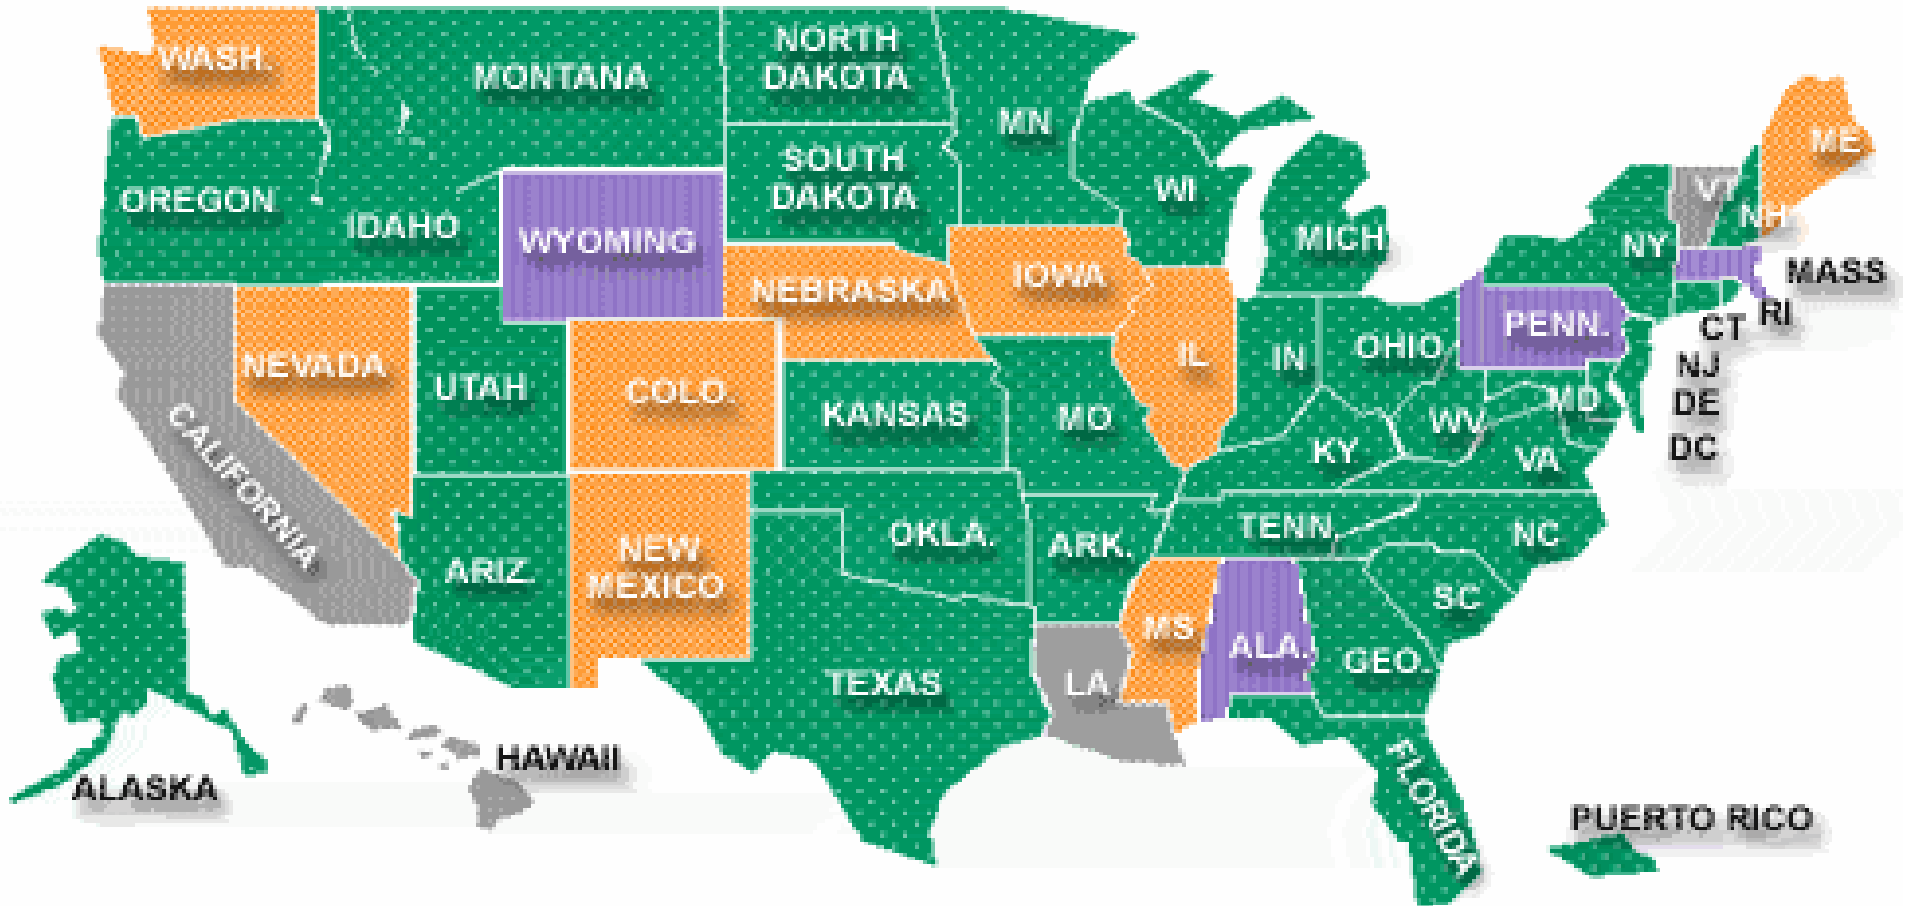 WASH.
MONTANA
NORTH
DAKOTA
MN
SOUTH
DAKOTA
WI
MICH
ME
VT
NH
NY
MASS
RI
CT
NJ
DE
DC
OREGON
IDAHO
WYOMING
NEBRASKA
IOWA
IL
IN
OHIO
PENN.
MD
WV
VA
KY
NEVADA
UTAH
COLO.
KANSAS
MO
CALIFORNIA
ARIZ.
NEW
MEXICO
OKLA.
ARK.
TENN.
NC
SC
MS
ALA.
GEO.
LA
TEXAS
FLORIDA
ALASKA
HAWAII
PUERTO RICO